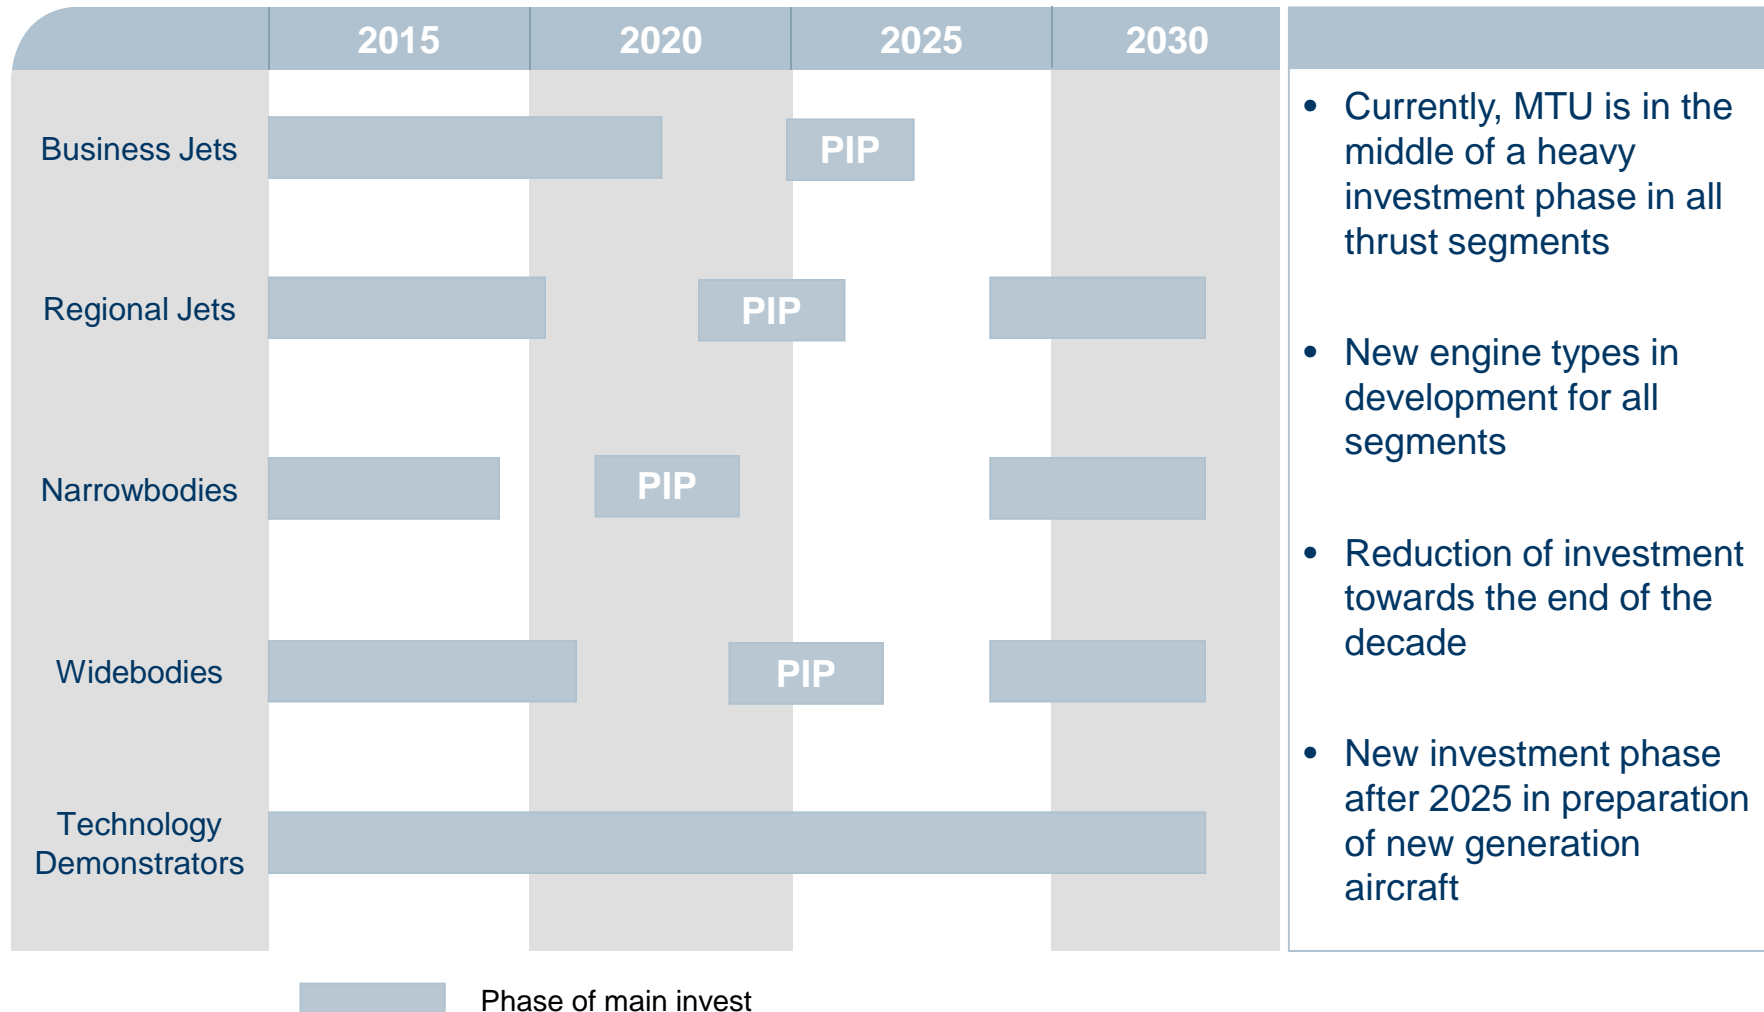 2015 2020 2025 2030
Business Jets
PIP
Regional Jets
PIP
Narrowbodies
PIP
Widebodies
PIP
Technology
Demonstrators
Phase of main invest
• Currently, MTU is in the
middle of a heavy
investment phase in all
thrust segments
• New engine types in
development for all
segments
• Reduction of investment
towards the end of the
decade
• New investment phase
after 2025 in preparation
of new generation
aircraft